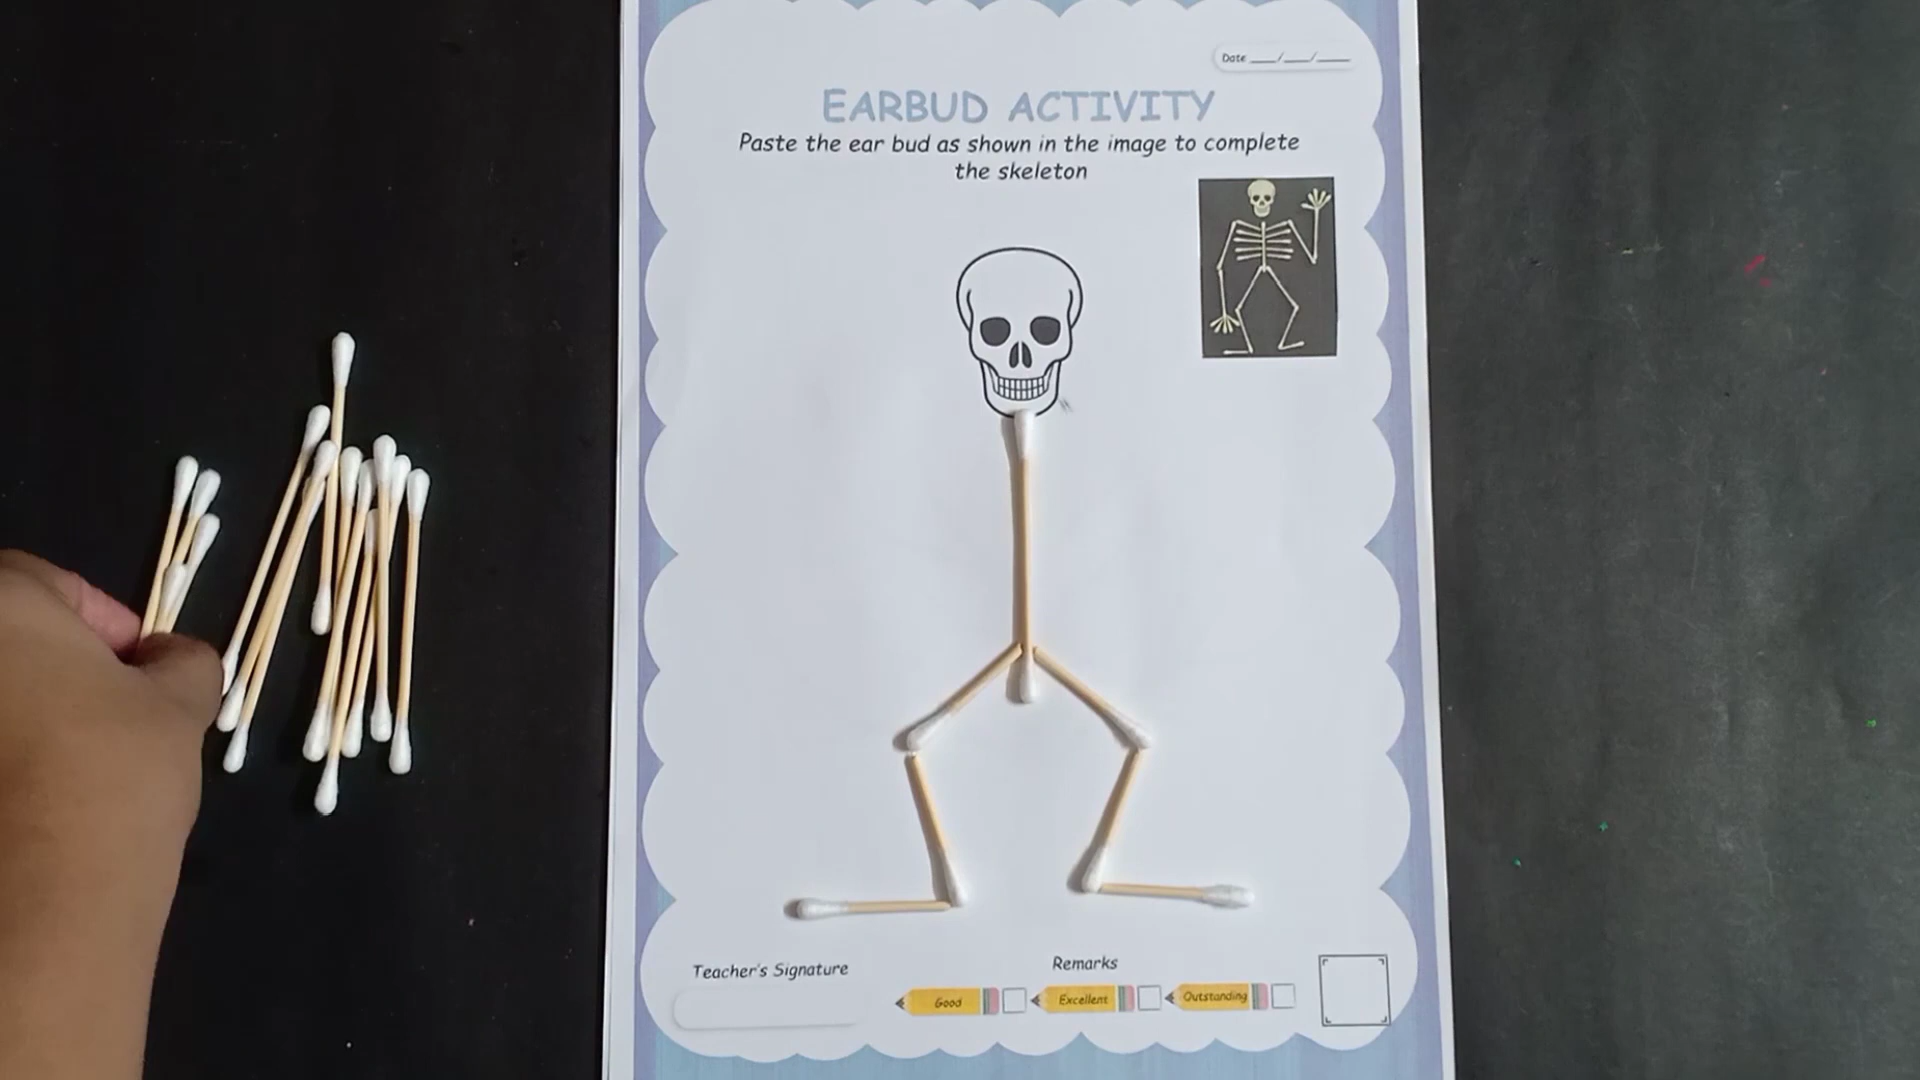 Date ___/___/____
EARBUD ACTIVITY
Paste the ear bud as shown in the image to complete
the skeleton
Teacher's Signature
Remarks
Good
Excellent
Outstanding